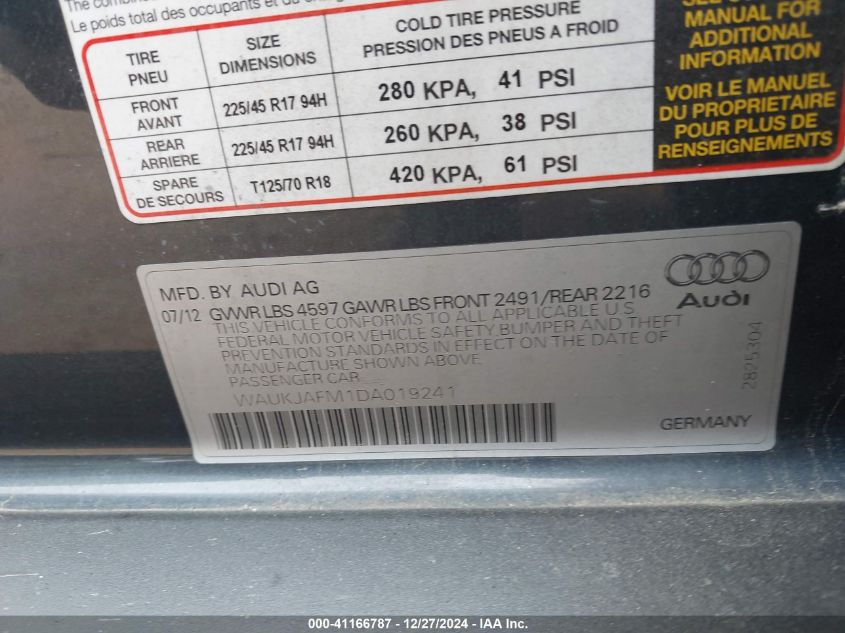 Le poids total des occupants et du
TIRE PNEU
SIZE DIMENSIONS
COLD TIRE PRESSURE
PRESSION DES PNEUS A FROID
FRONT AVANT
225/45 R17 94H
280 KPA, 41 PSI
REAR ARRIERE
225/45 R17 94H
260 KPA, 38 PSI
SPARE DE SECOURS
T125/70 R18
420 KPA, 61 PSI
MANUAL FOR
ADDITIONAL
INFORMATION
VOIR LE MANUEL
DU PROPRIETAIRE
POUR PLUS DE
RENSEIGNEMENTS
MFD. BY AUDI AG
07/12 GVWR LBS 4597 GAWR LBS FRONT 2491/REAR 2216
THIS VEHICLE CONFORMS TO ALL APPLICABLE U.S.
FEDERAL MOTOR VEHICLE SAFETY BUMPER AND THEFT
PREVENTION STANDARDS IN EFFECT ON THE DATE OF
MANUFACTURE SHOWN ABOVE.
PASSENGER CAR
WAUKJAFM1DA019241
Audi
2825304
GERMANY
000-41166787 - 12/27/2024 - IAA Inc.